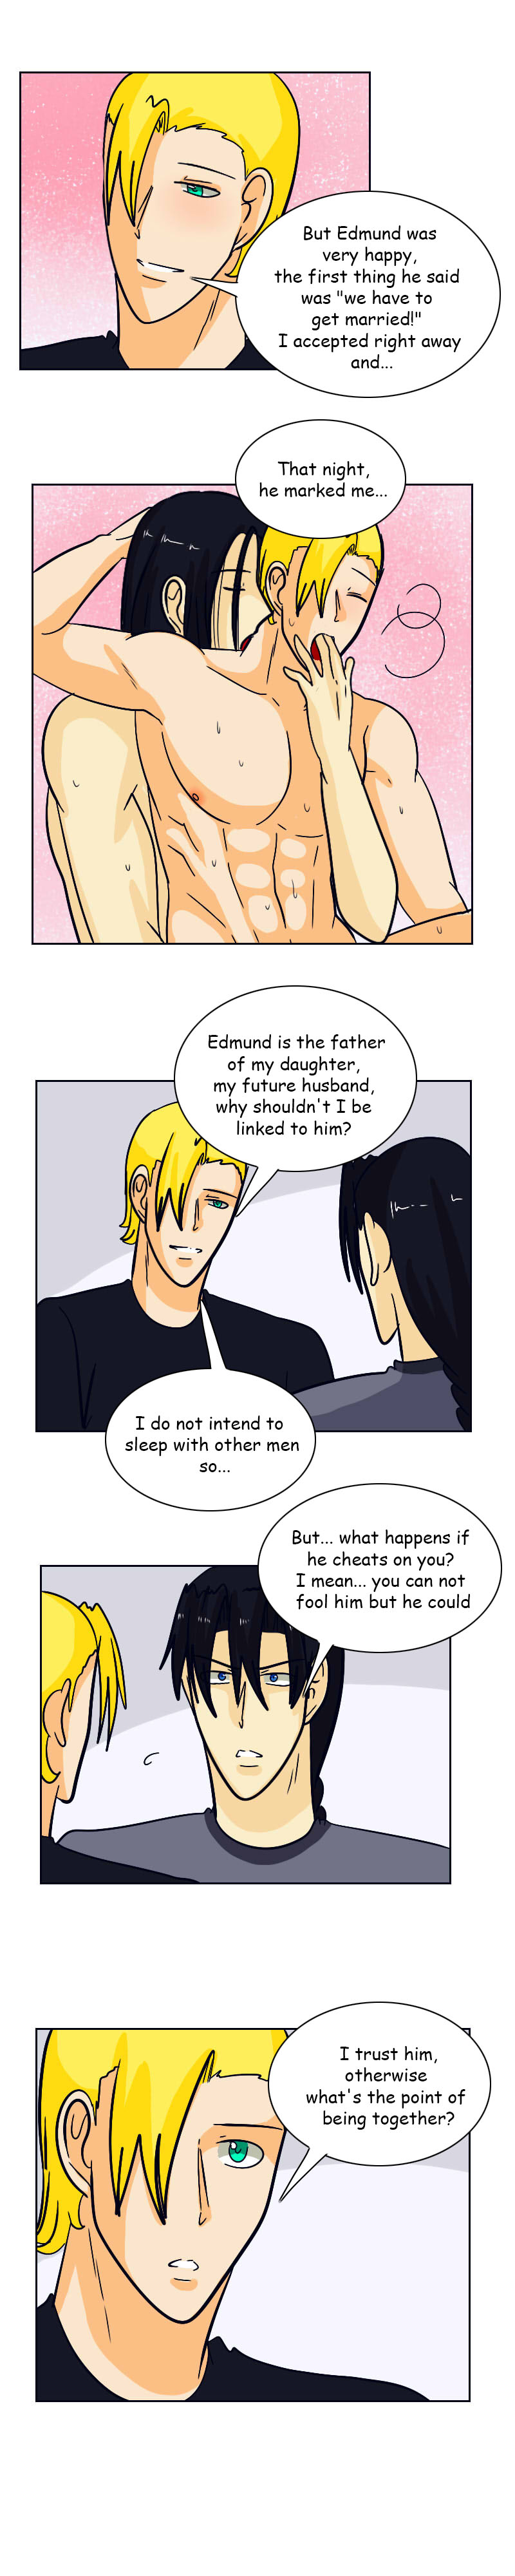 But Edmund was
very happy,
the first thing he said
was "we have to
get married!"
I accepted right away
and...
That night,
he marked me...
Edmund is the father
of my daughter,
my future husband,
why shouldn't I be
linked to him?
I do not intend to
sleep with other men
so...
But... what happens if
he cheats on you?
I mean... you can not
fool him but he could
I trust him,
otherwise
what's the point of
being together?